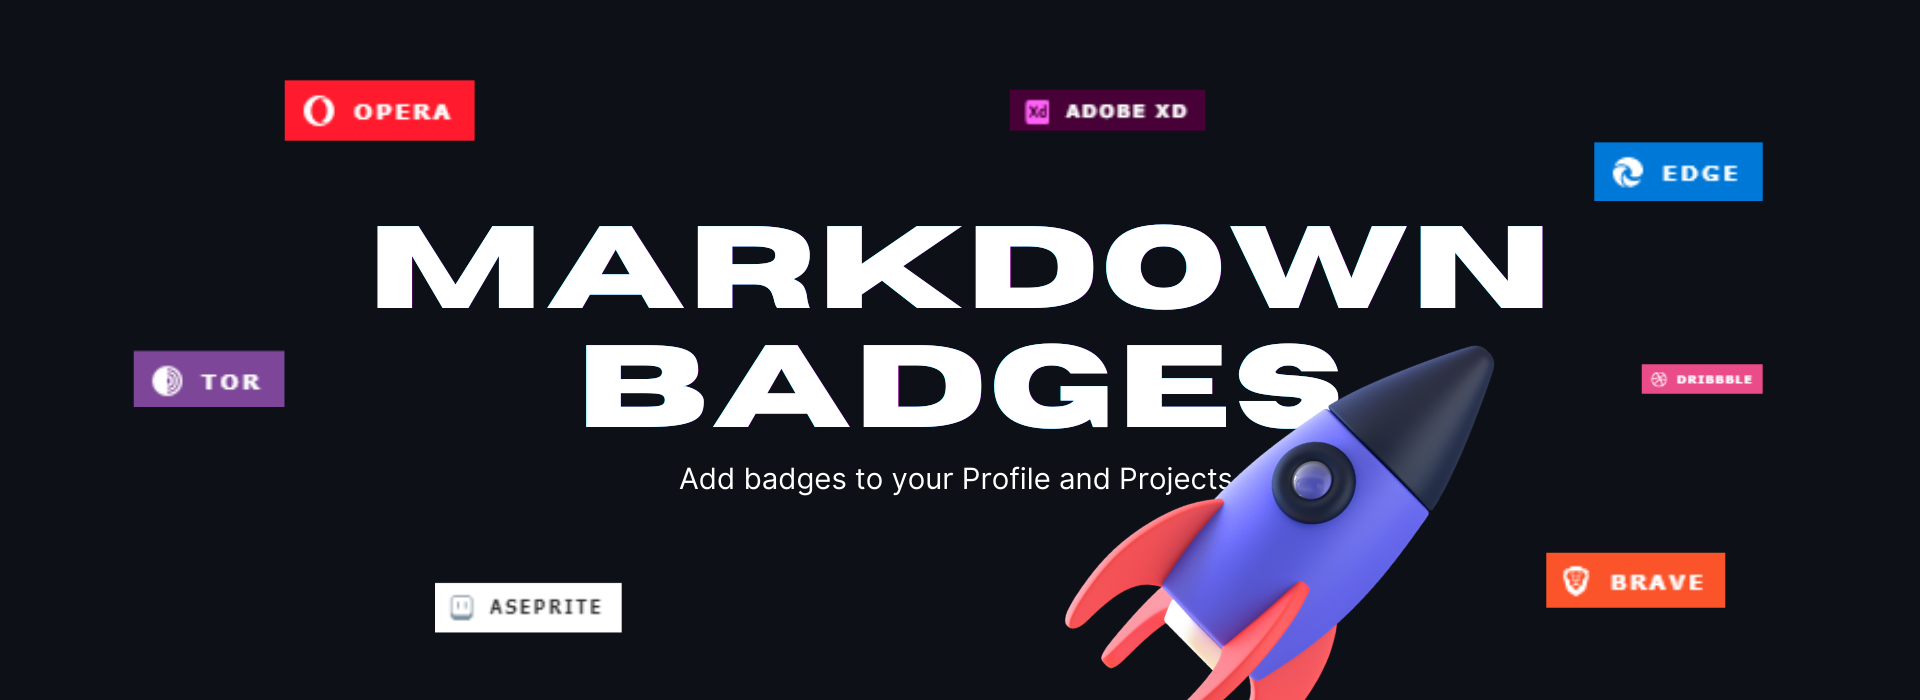 OPERA
Xd ADOBE XD
EDGE
MARKDOWN
BADGES
TOR
DRIBBBLE
Add badges to your Profile and Projects
ASEPRITE
BRAVE